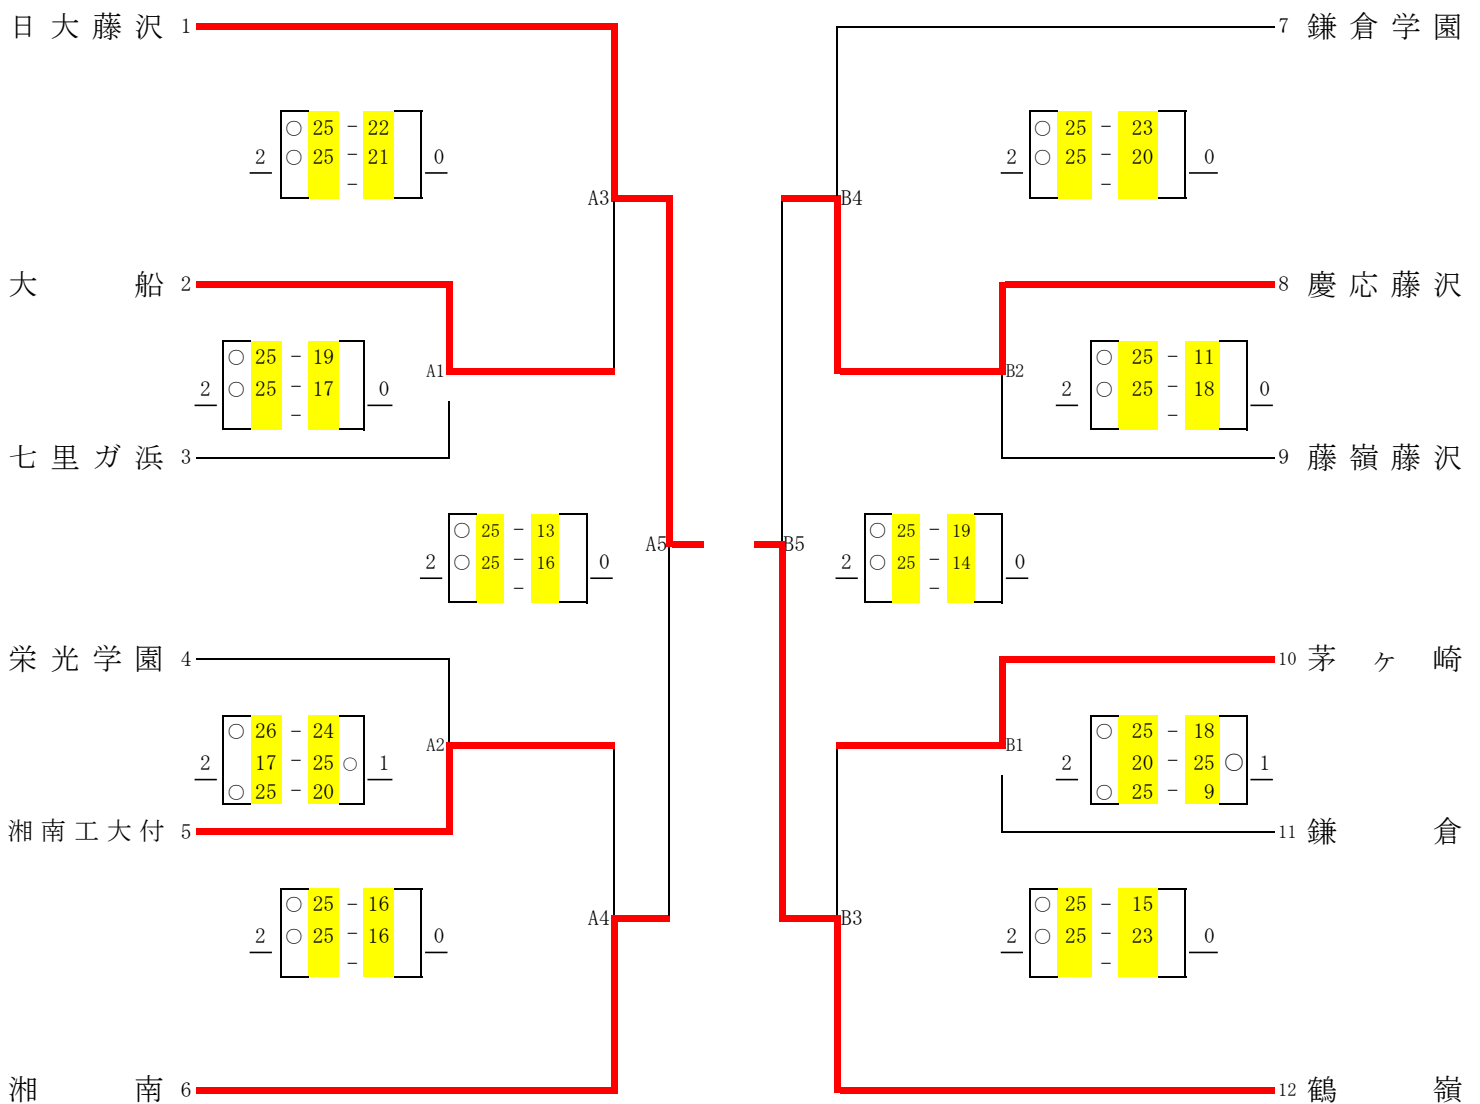 日大藤沢 1
7 鎌倉学園
○ 25 - 22
2 ○ 25 - 21 0
-
○ 25 - 23
2 ○ 25 - 20 0
-
A3
B4
大船 2
8 慶応藤沢
○ 25 - 19
2 ○ 25 - 17 0
-
A1
B2
○ 25 - 11
2 ○ 25 - 18 0
-
七里ガ浜 3
9 藤嶺藤沢
○ 25 - 13
2 ○ 25 - 16 0
-
A5
B5
○ 25 - 19
2 ○ 25 - 14 0
-
栄光学園 4
10 茅ヶ崎
○ 26 - 24
2 17 - 25 ○ 1
○ 25 - 20
A2
B1
○ 25 - 18
2 20 - 25 ○ 1
○ 25 - 9
湘南工大付 5
11 鎌倉
○ 25 - 16
2 ○ 25 - 16 0
-
A4
B3
○ 25 - 15
2 ○ 25 - 23 0
-
湘南 6
12 鶴嶺